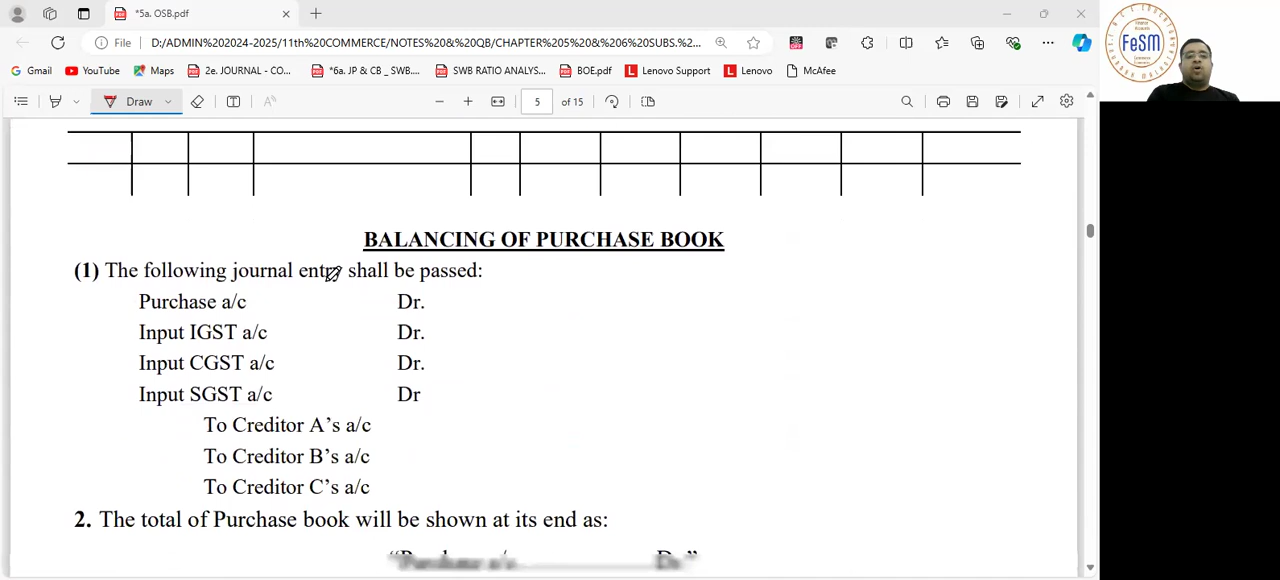 *5a. OSB.pdf
File D:/ADMIN%202024-2025/11th%20COMMERCE/NOTES%20&%20QB/CHAPTER%205%20&%206%20SUBS.%2...
Gmail YouTube Maps 2e. JOURNAL - CO... *6a. JP & CB _ SWB.... SWB RATIO ANALYS... BOE.pdf Lenovo Support Lenovo McAfee
Draw 5 of 15
FeSM
BALANCING OF PURCHASE BOOK
(1) The following journal entry shall be passed:
Purchase a/c Dr.
Input IGST a/c Dr.
Input CGST a/c Dr.
Input SGST a/c Dr
To Creditor A’s a/c
To Creditor B’s a/c
To Creditor C’s a/c
2. The total of Purchase book will be shown at its end as: